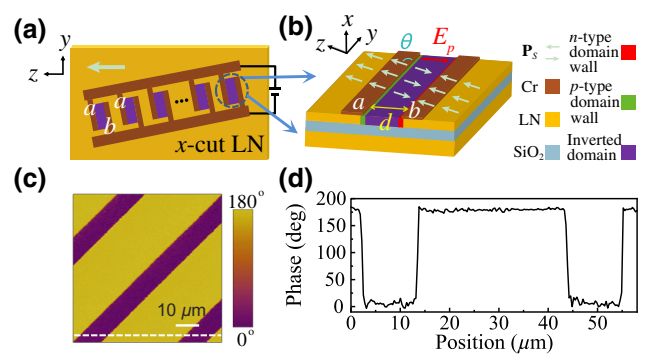 (a)
y
z
a
a
b
x-cut LN
(b)
x
y
z
θ
E_p
a
b
d
P_S
n-type domain wall
Cr
p-type domain wall
LN
SiO₂
Inverted domain
(c)
180°
0°
10 μm
(d)
Phase (deg)
200
150
100
50
0
0 10 20 30 40 50
Position (μm)